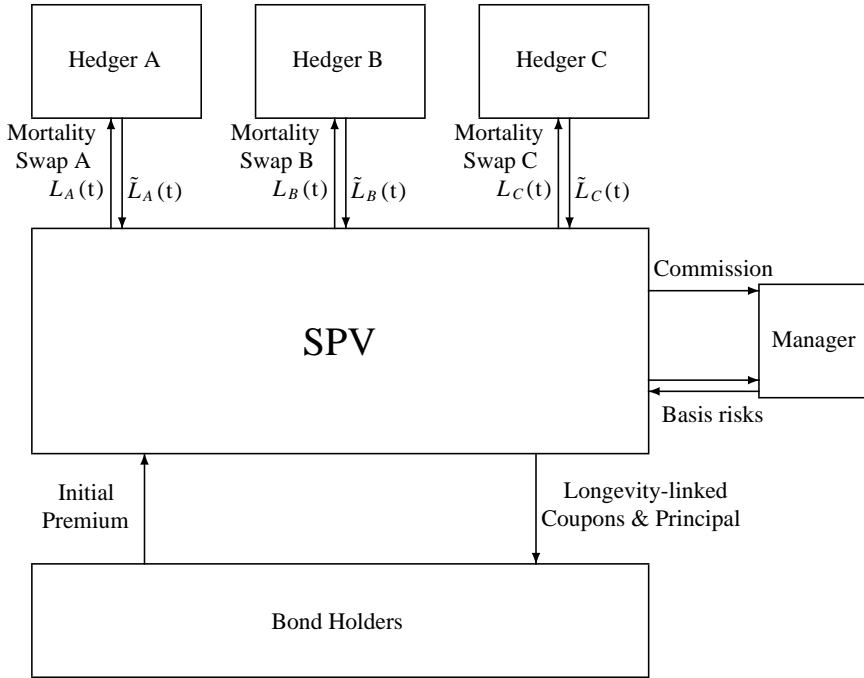 Hedger A
Hedger B
Hedger C
Mortality
Swap A
L_A(t)
L̃_A(t)
Mortality
Swap B
L_B(t)
L̃_B(t)
Mortality
Swap C
L_C(t)
L̃_C(t)
SPV
Commission
Manager
Basis risks
Initial
Premium
Longevity-linked
Coupons & Principal
Bond Holders